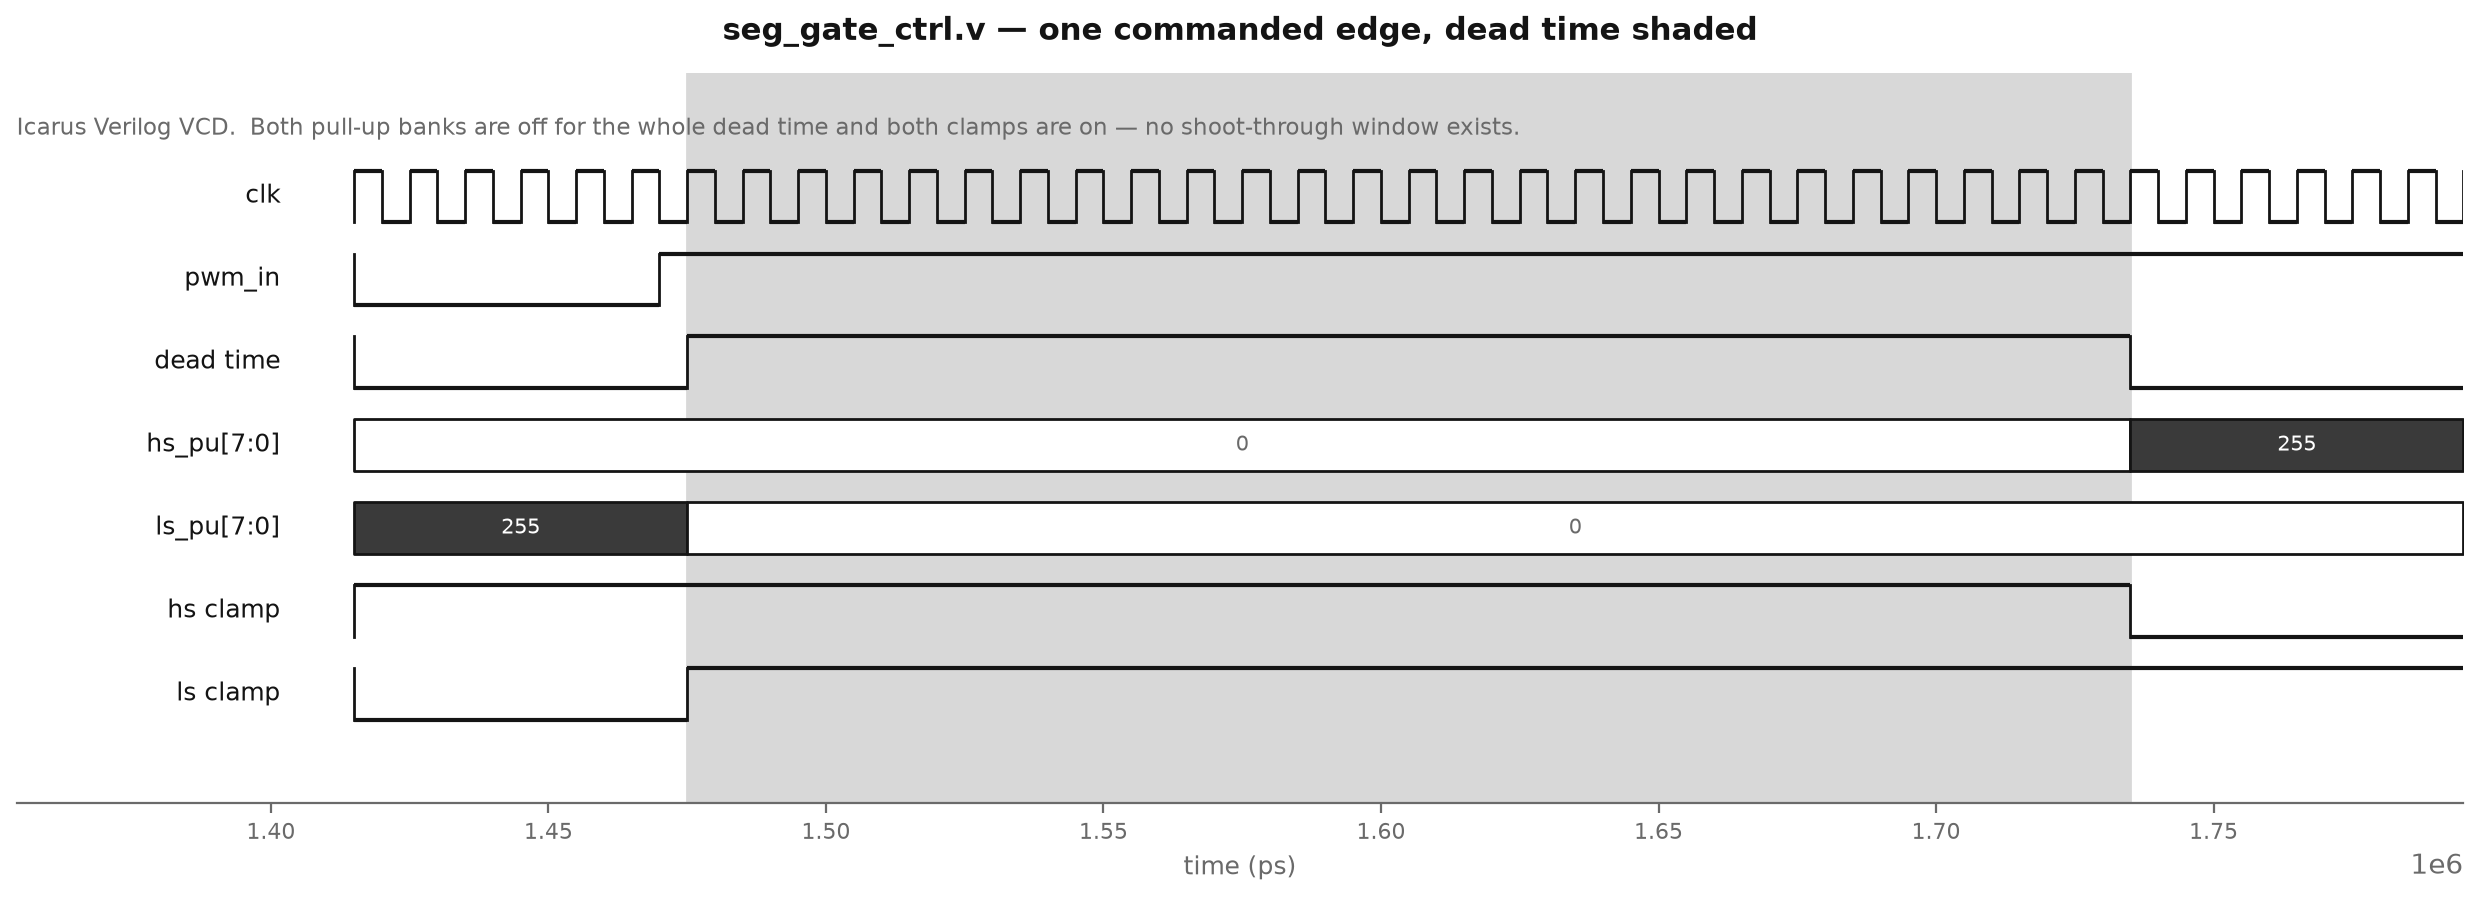 seg_gate_ctrl.v — one commanded edge, dead time shaded
Icarus Verilog VCD.  Both pull-up banks are off for the whole dead time and both clamps are on — no shoot-through window exists.
clk
pwm_in
dead time
hs_pu[7:0]
0
255
ls_pu[7:0]
255
0
hs clamp
ls clamp
1.40
1.45
1.50
1.55
1.60
1.65
1.70
1.75
time (ps)
1e6